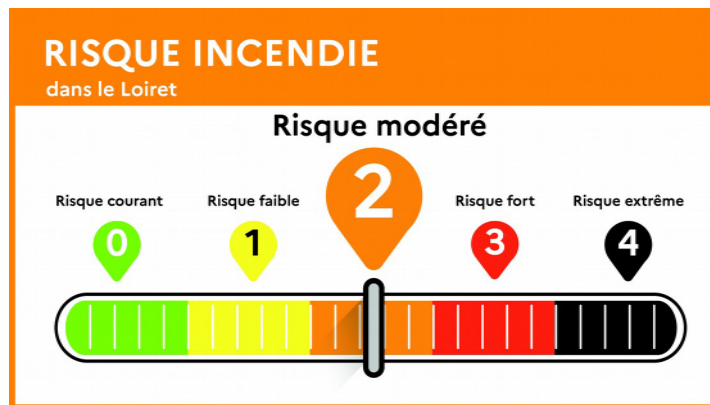 RISQUE INCENDIE
dans le Loiret
Risque modéré
2
Risque courant
0
Risque faible
1
Risque fort
3
Risque extrême
4